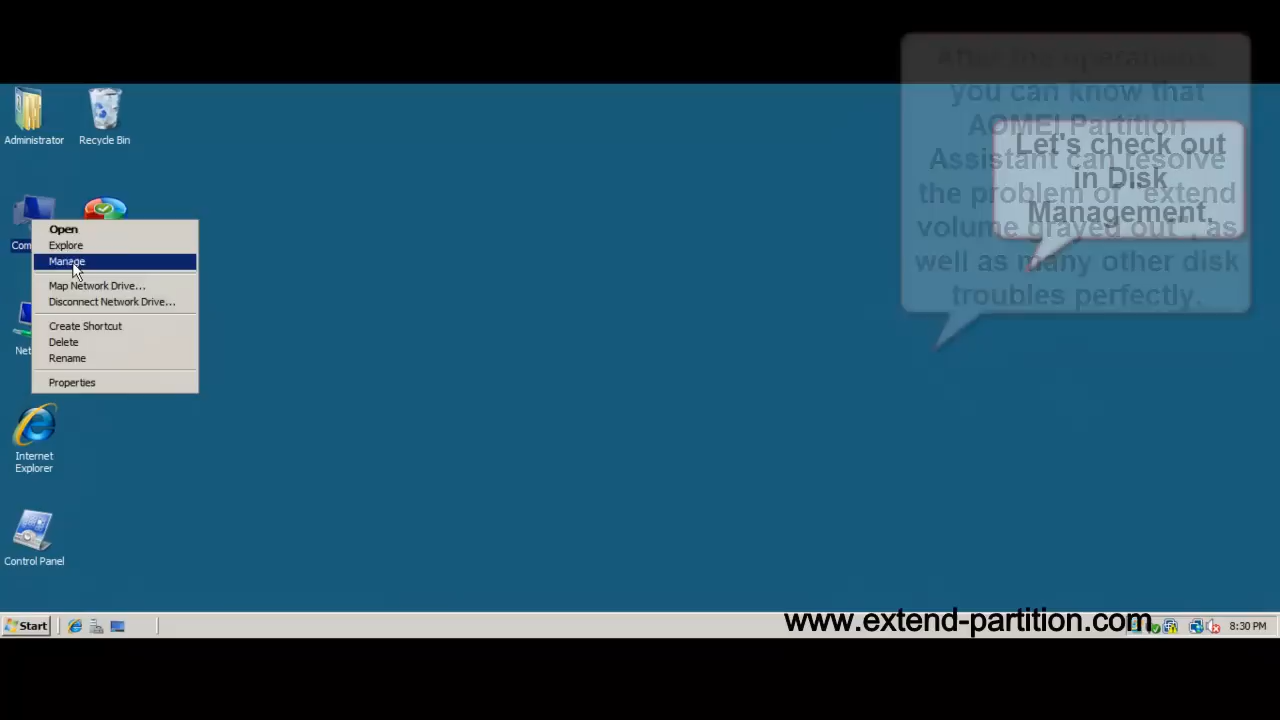 Administrator
Recycle Bin
Com
Open
Explore
Manage
Map Network Drive...
Disconnect Network Drive...
Create Shortcut
Delete
Rename
Properties
Net
Internet
Explorer
Control Panel
After the operations,
you can know that
AOMEI Partition
Assistant can resolve
the problem of "extend
volume grayed out", as
well as many other disk
troubles perfectly.
Let's check out
in Disk
Management,
www.extend-partition.com
Start
8:30 PM